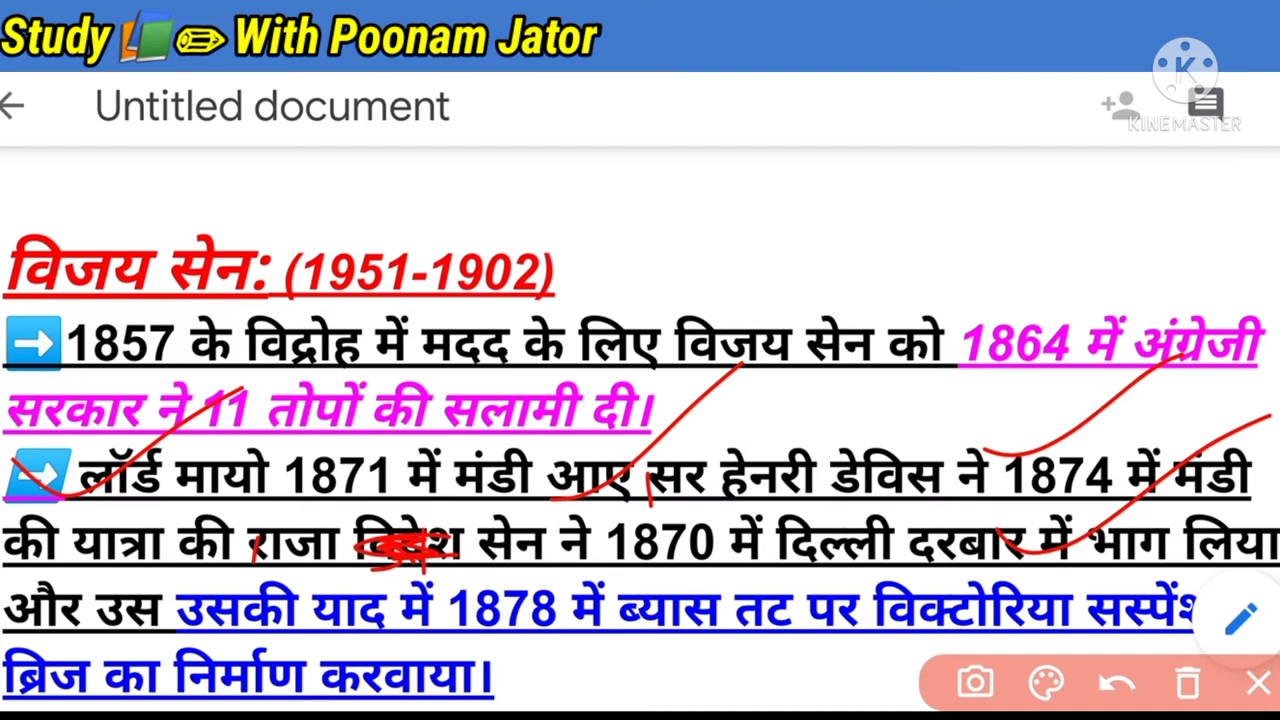 Study With Poonam Jator
Untitled document
KINEMASTER
विजय सेन: (1951-1902)
1857 के विद्रोह में मदद के लिए विजय सेन को 1864 में अंग्रेजी
सरकार ने 11 तोपों की सलामी दी।
लॉर्ड मायो 1871 में मंडी आए सर हेनरी डेविस ने 1874 में मंडी
की यात्रा की राजा सेन ने 1870 में दिल्ली दरबार में भाग लिया
और उस उसकी याद में 1878 में ब्यास तट पर विक्टोरिया
ब्रिज का निर्माण करवाया।